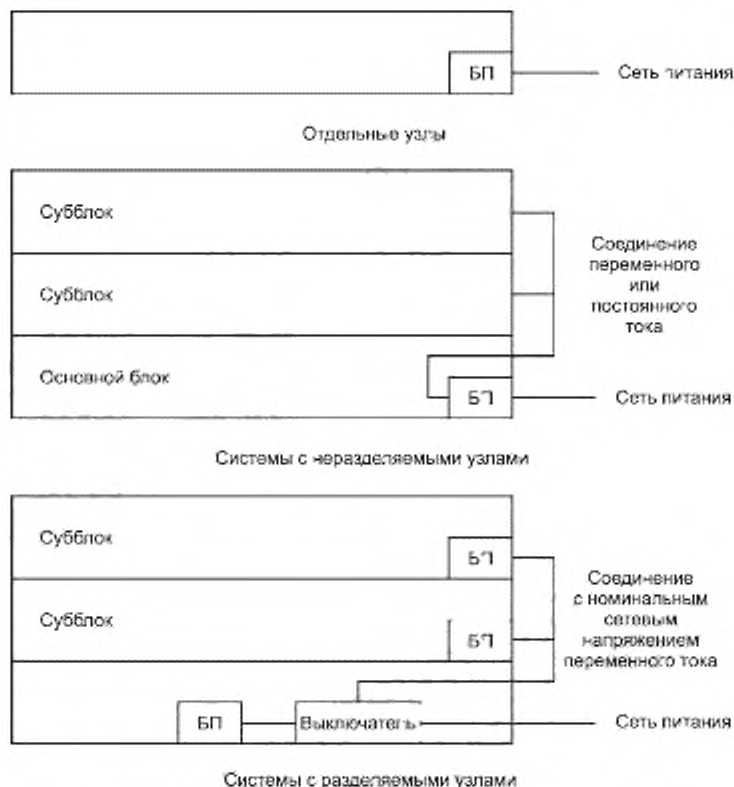 БП
Сеть питания
Отдельные узлы
Субблок
Субблок
Основной блок
БП
Соединение
переменного
или
постоянного
тока
Сеть питания
Системы с неразделяемыми узлами
Субблок
БП
Субблок
БП
Соединение
с номинальным
сетевым
напряжением
переменного тока
БП
Выключатель
Сеть питания
Системы с разделяемыми узлами